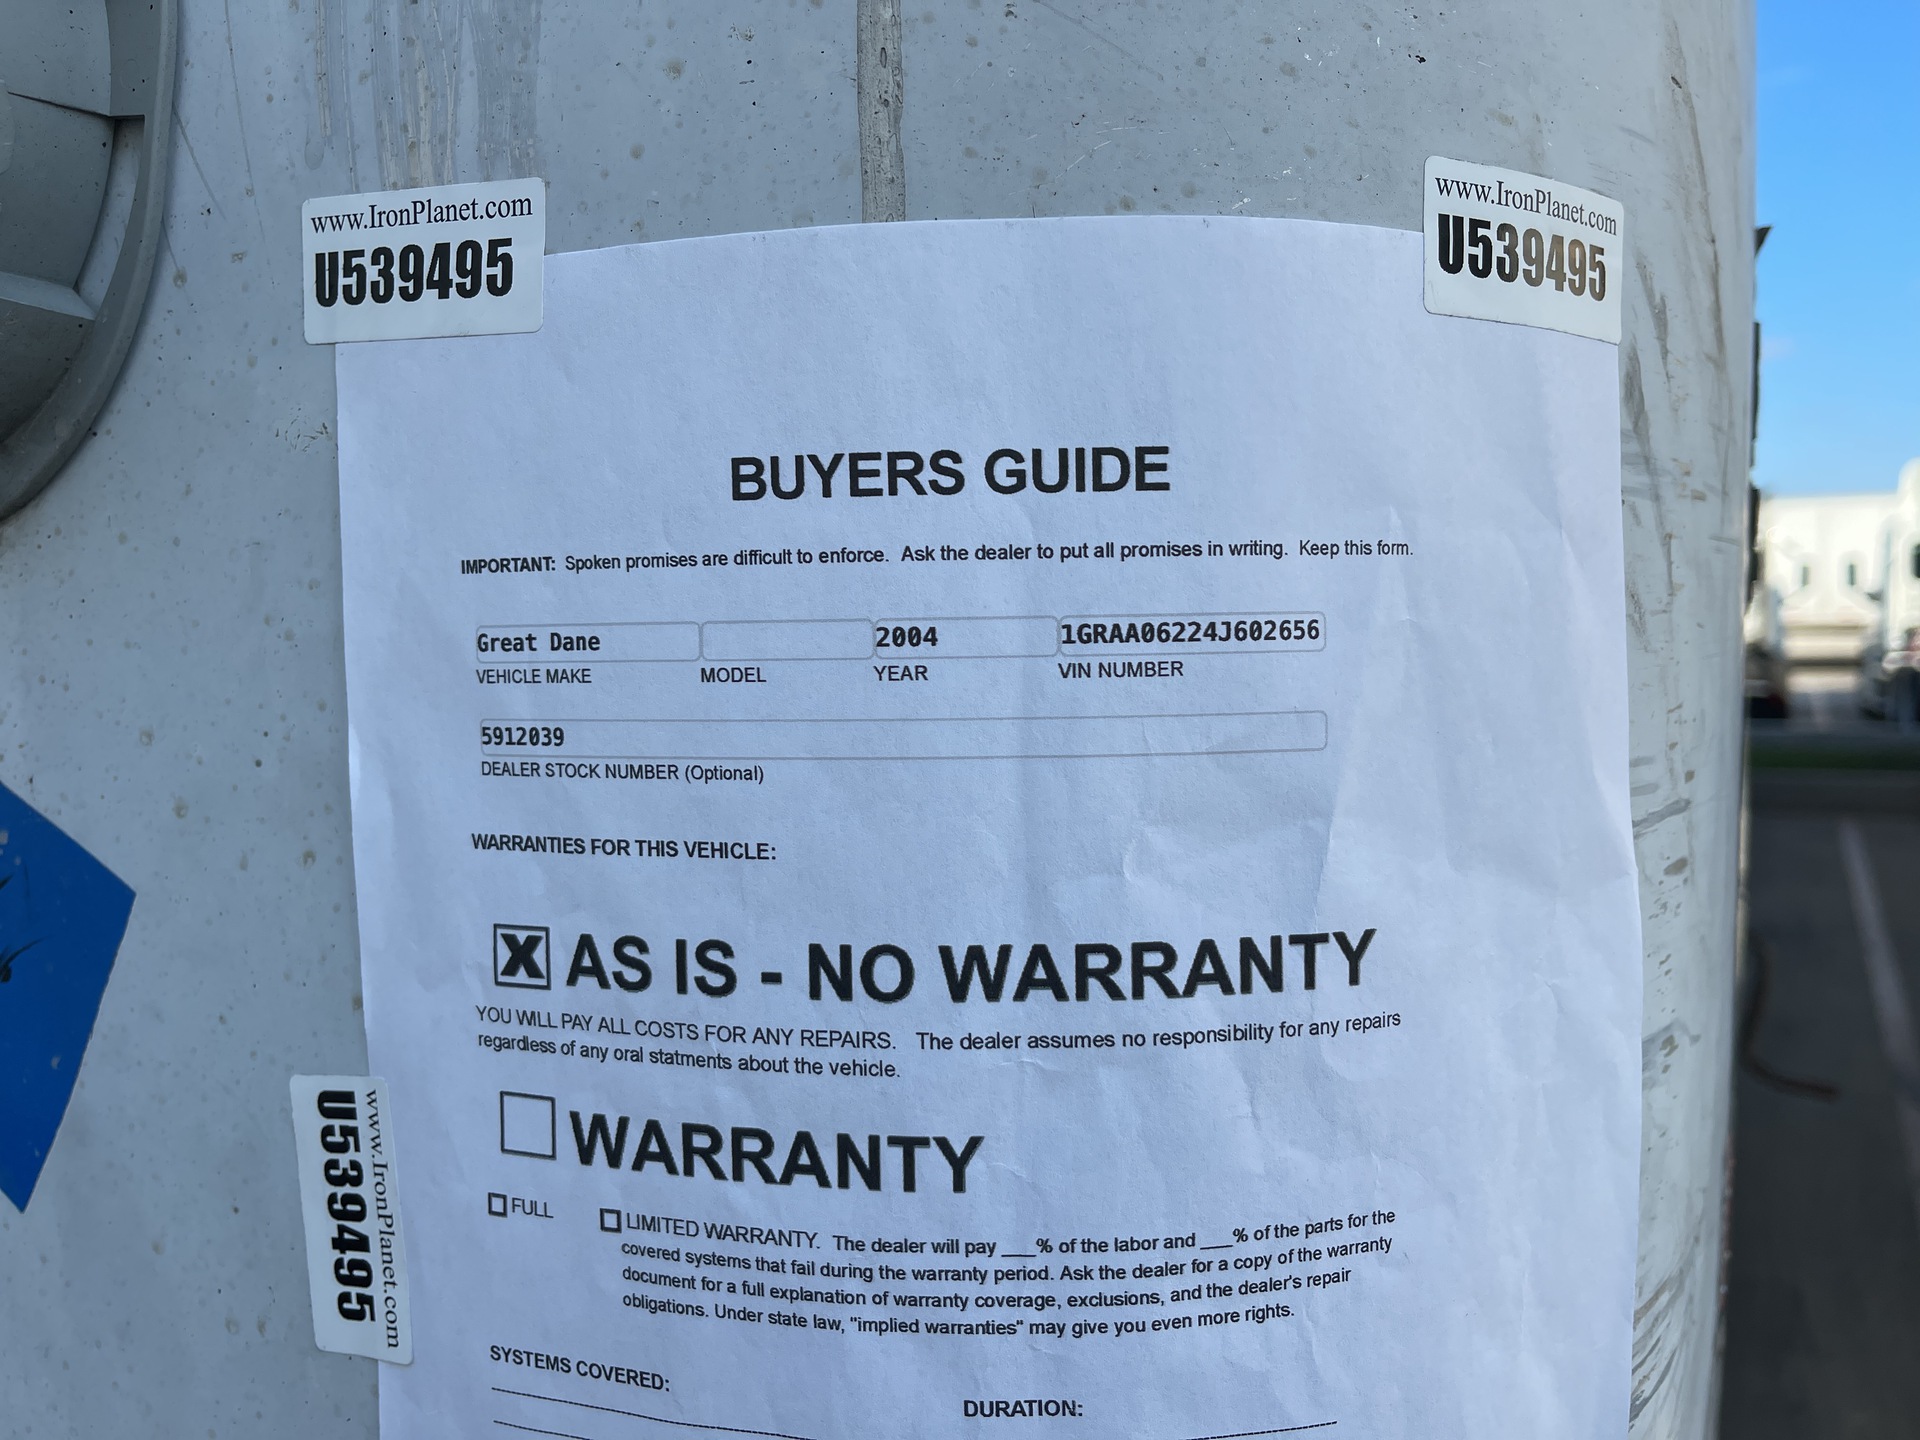 www.IronPlanet.com
U539495
www.IronPlanet.com
U539495
BUYERS GUIDE
IMPORTANT: Spoken promises are difficult to enforce. Ask the dealer to put all promises in writing. Keep this form.
Great Dane 2004 1GRAA06224J602656
VEHICLE MAKE MODEL YEAR VIN NUMBER
5912039
DEALER STOCK NUMBER (Optional)
WARRANTIES FOR THIS VEHICLE:
X AS IS - NO WARRANTY
YOU WILL PAY ALL COSTS FOR ANY REPAIRS. The dealer assumes no responsibility for any repairs
regardless of any oral statments about the vehicle.
WARRANTY
FULL
LIMITED WARRANTY. The dealer will pay ___% of the labor and ___% of the parts for the
covered systems that fail during the warranty period. Ask the dealer for a copy of the warranty
document for a full explanation of warranty coverage, exclusions, and the dealer's repair
obligations. Under state law, "implied warranties" may give you even more rights.
SYSTEMS COVERED:
DURATION:
www.IronPlanet.com
U539495